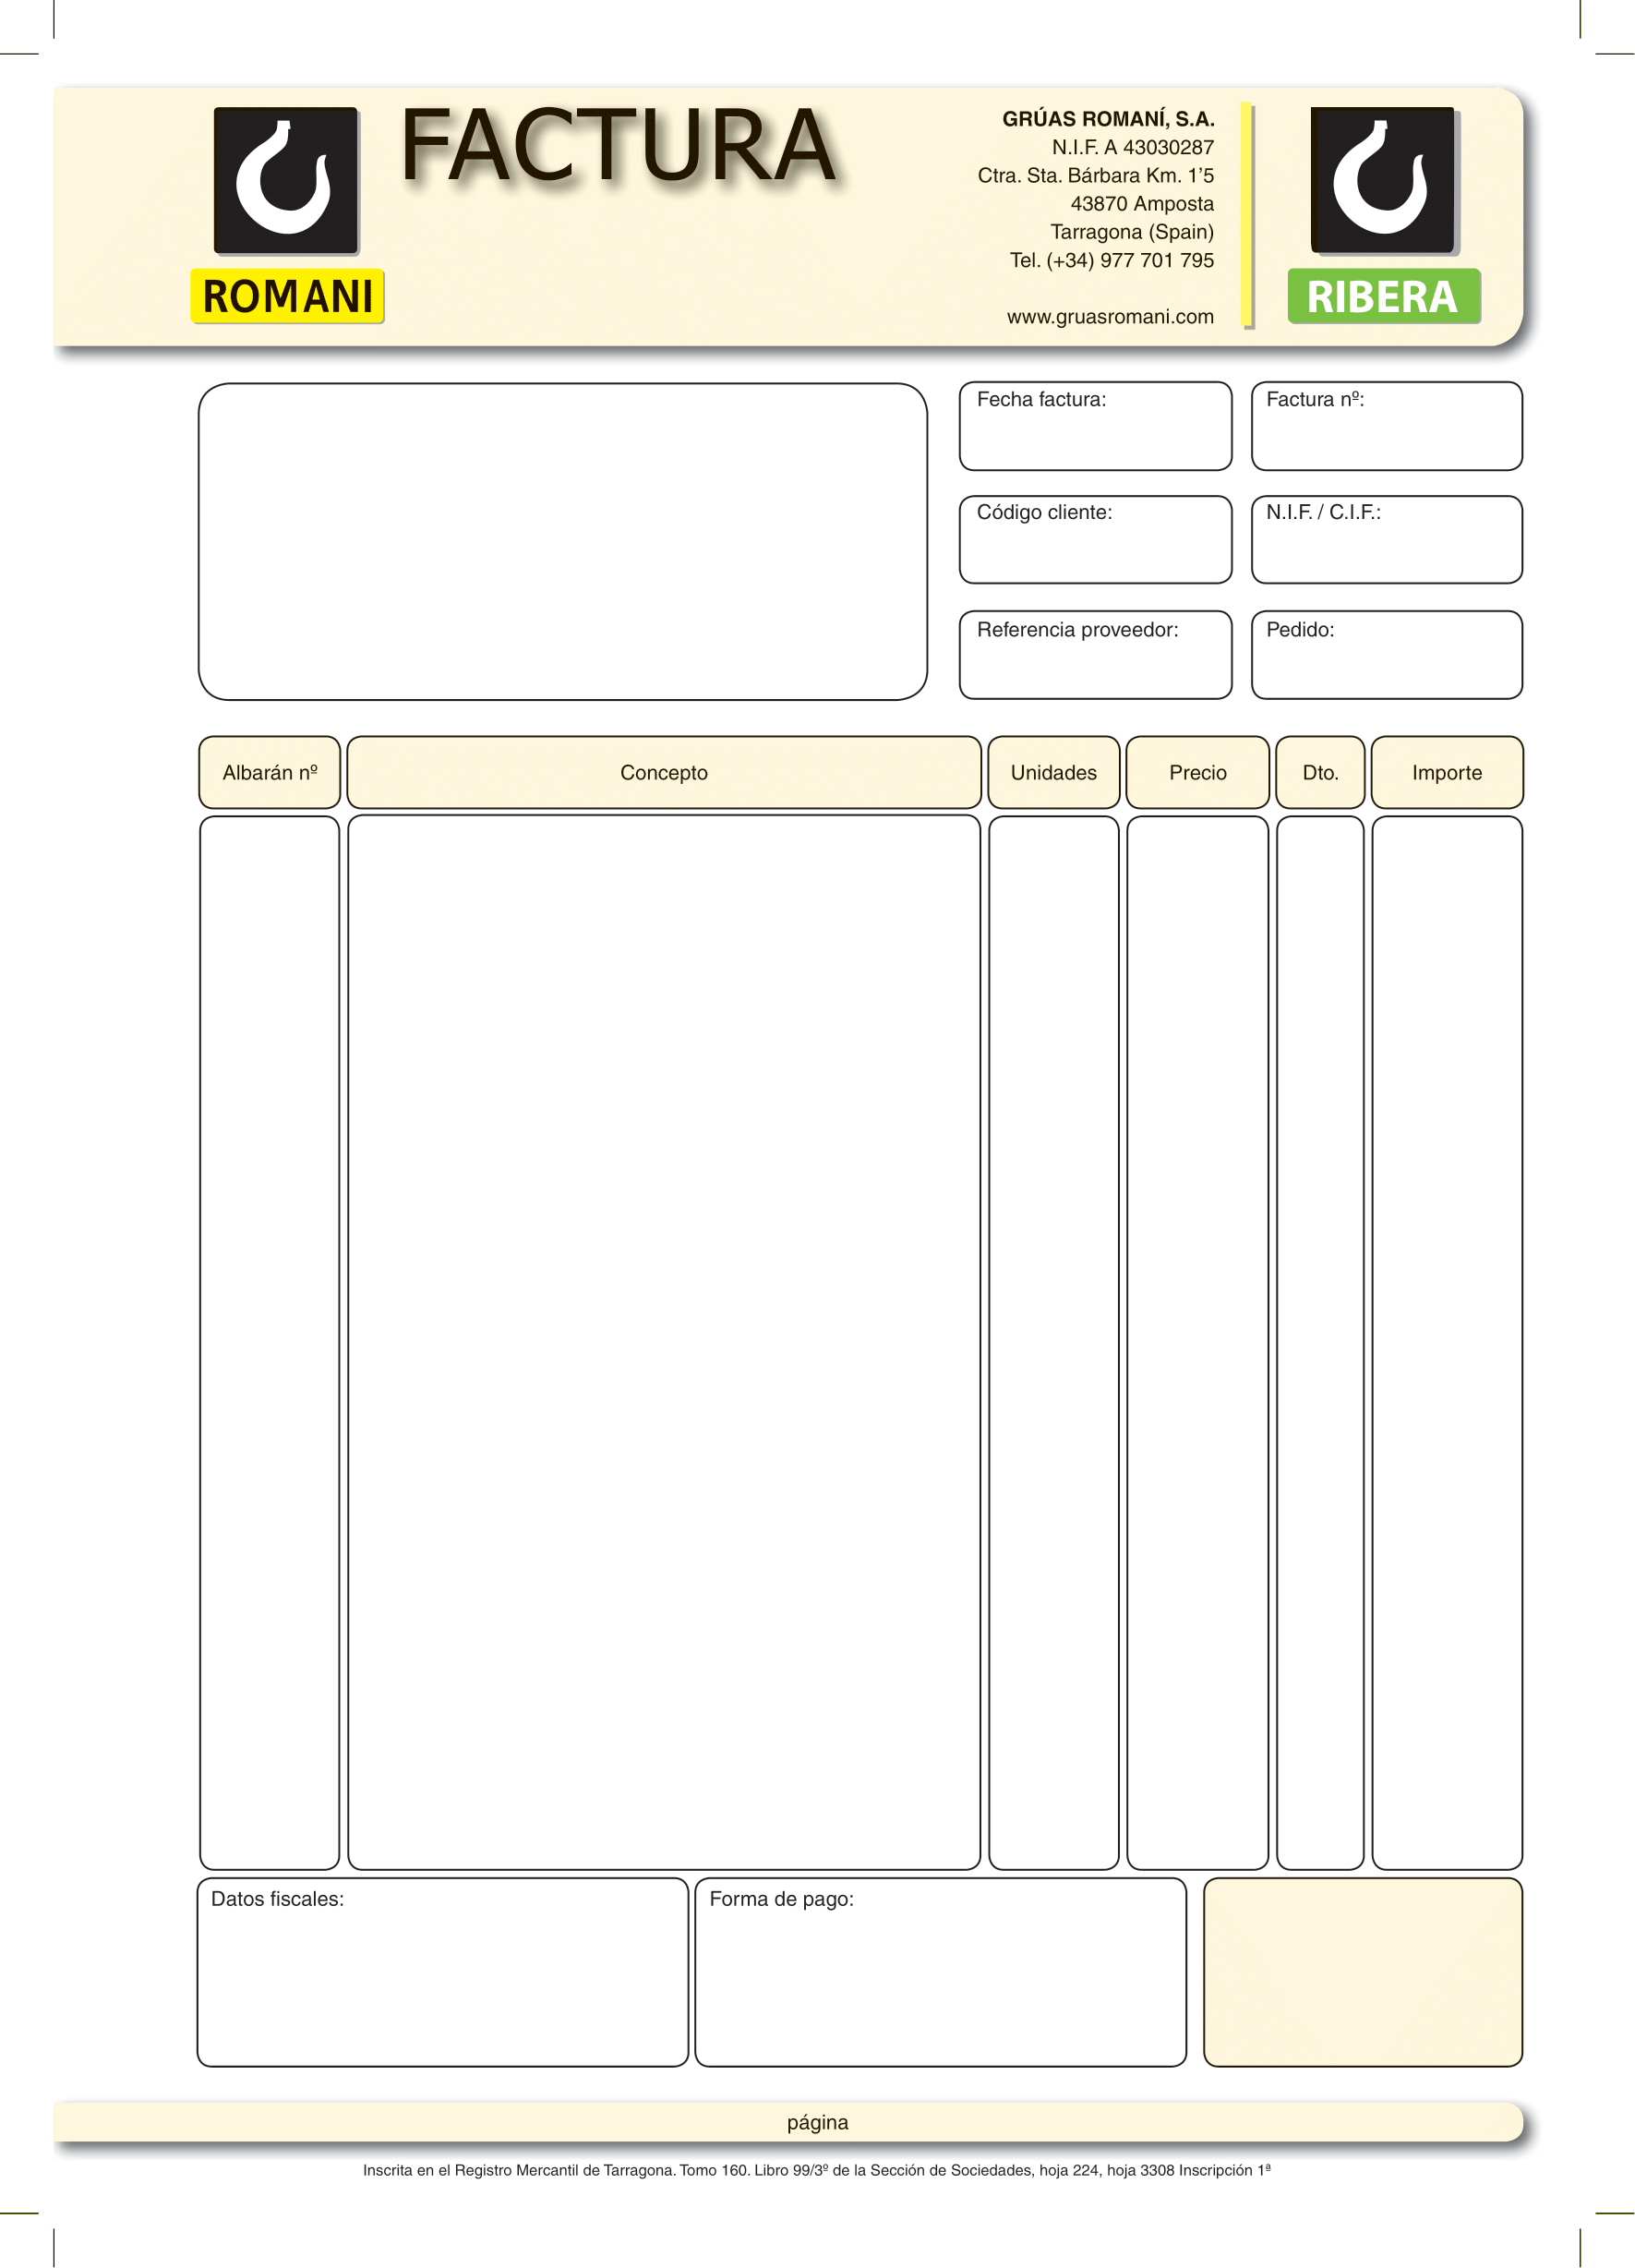 FACTURA
ROMANI
GRÚAS ROMANÍ, S.A.
N.I.F. A 43030287
Ctra. Sta. Bárbara Km. 1'5
43870 Amposta
Tarragona (Spain)
Tel. (+34) 977 701 795
www.gruasromani.com
RIBERA
Fecha factura:
Factura nº:
Código cliente:
N.I.F. / C.I.F.:
Referencia proveedor:
Pedido:
Albarán nº
Concepto
Unidades
Precio
Dto.
Importe
Datos fiscales:
Forma de pago:
página
Inscrita en el Registro Mercantil de Tarragona. Tomo 160. Libro 99/3º de la Sección de Sociedades, hoja 224, hoja 3308 Inscripción 1ª